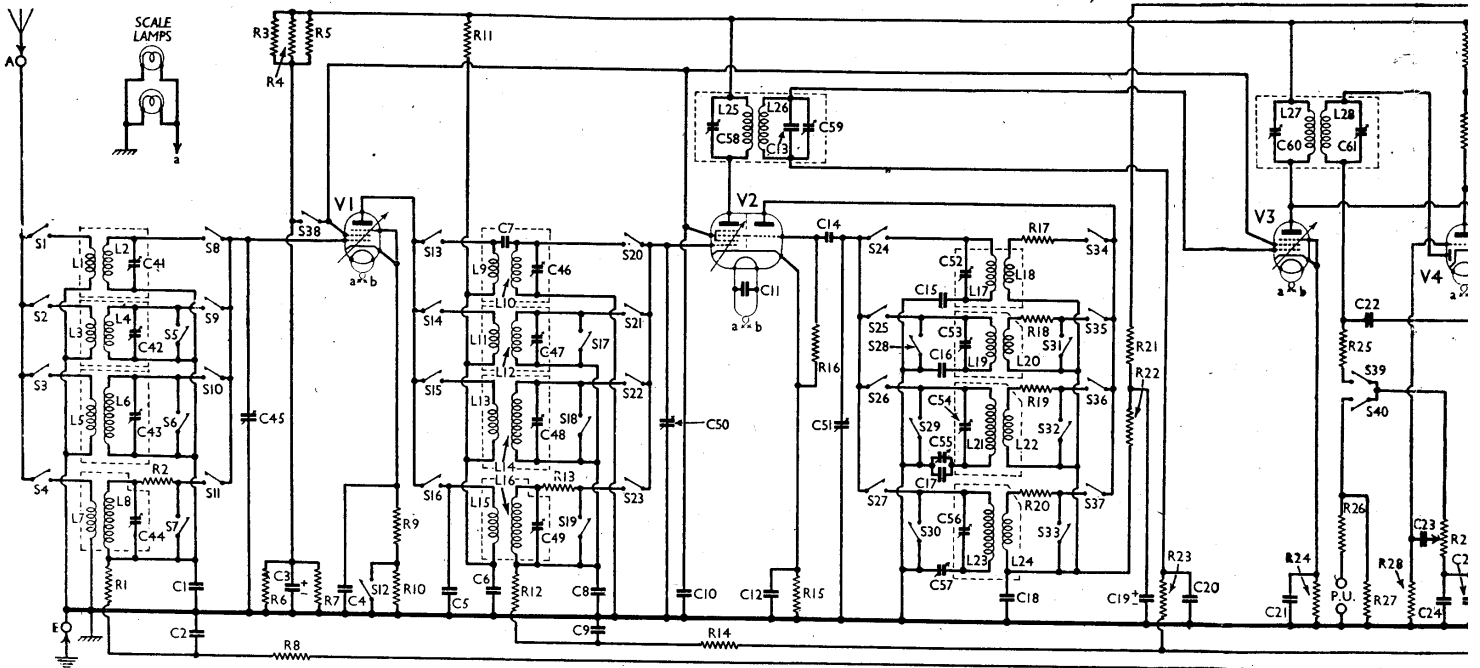 SCALE
LAMPS
A
a
R3
R4
R5
R11
L25
C58
L26
C13
C59
L27
C60
L28
C61
V1
S38
a b
V2
C11
a b
V3
a b
V4
S1
L1
L2
C41
S8
S2
L3
L4
C42
S5
S9
S3
L5
L6
C43
S6
S10
S4
L7
L8
C44
R2
S7
S11
C45
R1
C1
C2
E
R8
R6
C3
+
−
R7
C4
S12
R9
R10
S13
C7
L9
L10
C46
S20
S14
L11
L12
C47
S17
S21
S15
L13
L14
C48
S18
S22
S16
L15
L16
R13
C49
S19
S23
C50
C5
C6
R12
C8
C9
C10
R14
C12
R15
R16
C14
C51
S24
C52
L17
L18
R17
S34
C15
S25
S28
C53
C16
L19
L20
R18
S31
S35
S26
S29
C54
C55
C17
L21
L22
R19
S32
S36
S27
S30
C56
C57
L23
L24
R20
S33
S37
C18
R21
R22
C19
+
−
R23
C20
C21
R24
C22
R25
S39
S40
R26
P.U.
R27
R28
C23
C24